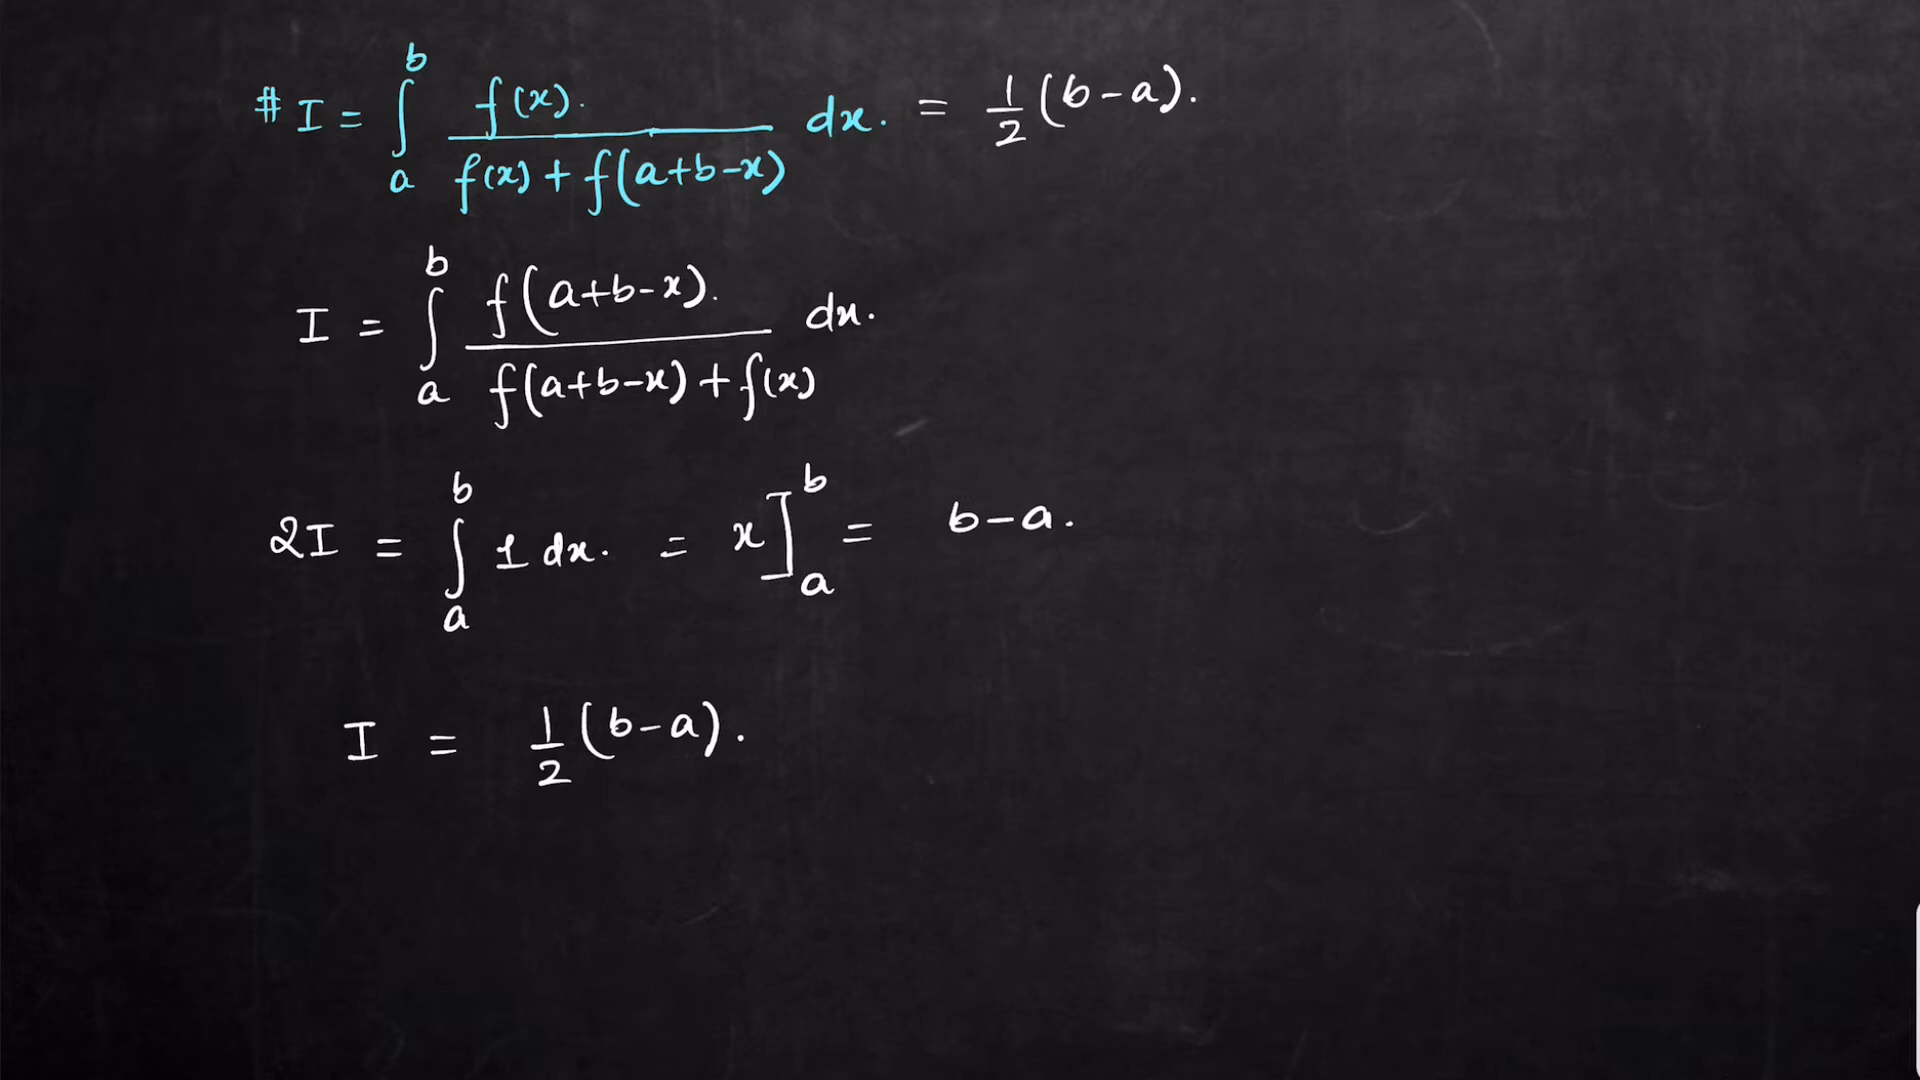 # I = ∫_a^b f(x). / f(x) + f(a+b-x) dx. = 1/2 (b-a).
I = ∫_a^b f(a+b-x). / f(a+b-x) + f(x) dx.
2I = ∫_a^b 1 dx. = x]_a^b = b-a.
I = 1/2 (b-a).